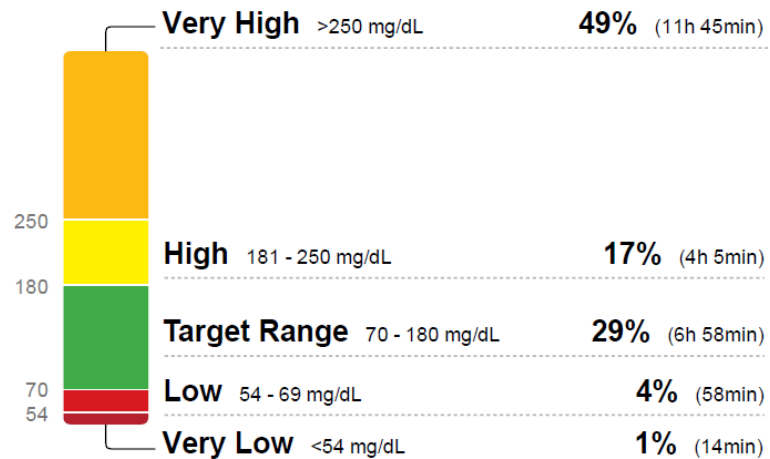 Very High >250 mg/dL 49% (11h 45min)
250
High 181 - 250 mg/dL 17% (4h 5min)
180
Target Range 70 - 180 mg/dL 29% (6h 58min)
70
Low 54 - 69 mg/dL 4% (58min)
54
Very Low <54 mg/dL 1% (14min)